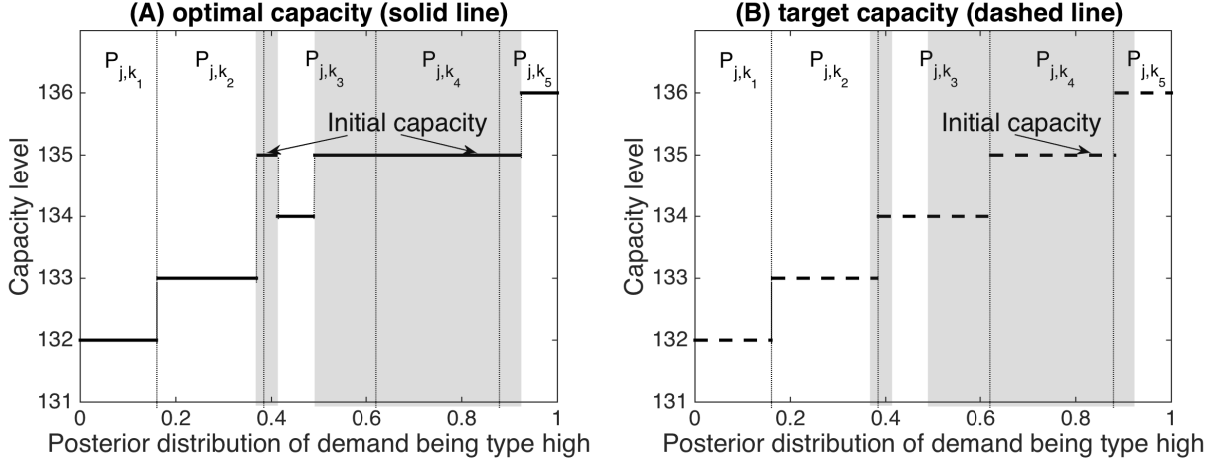 (A) optimal capacity (solid line)
P_{j,k_1} P_{j,k_2} P_{j,k_3} P_{j,k_4} P_{j,k_5}
136
Initial capacity
135
134
133
132
131
Capacity level
0 0.2 0.4 0.6 0.8 1
Posterior distribution of demand being type high
(B) target capacity (dashed line)
P_{j,k_1} P_{j,k_2} P_{j,k_3} P_{j,k_4} P_{j,k_5}
136
Initial capacity
135
134
133
132
131
Capacity level
0 0.2 0.4 0.6 0.8 1
Posterior distribution of demand being type high